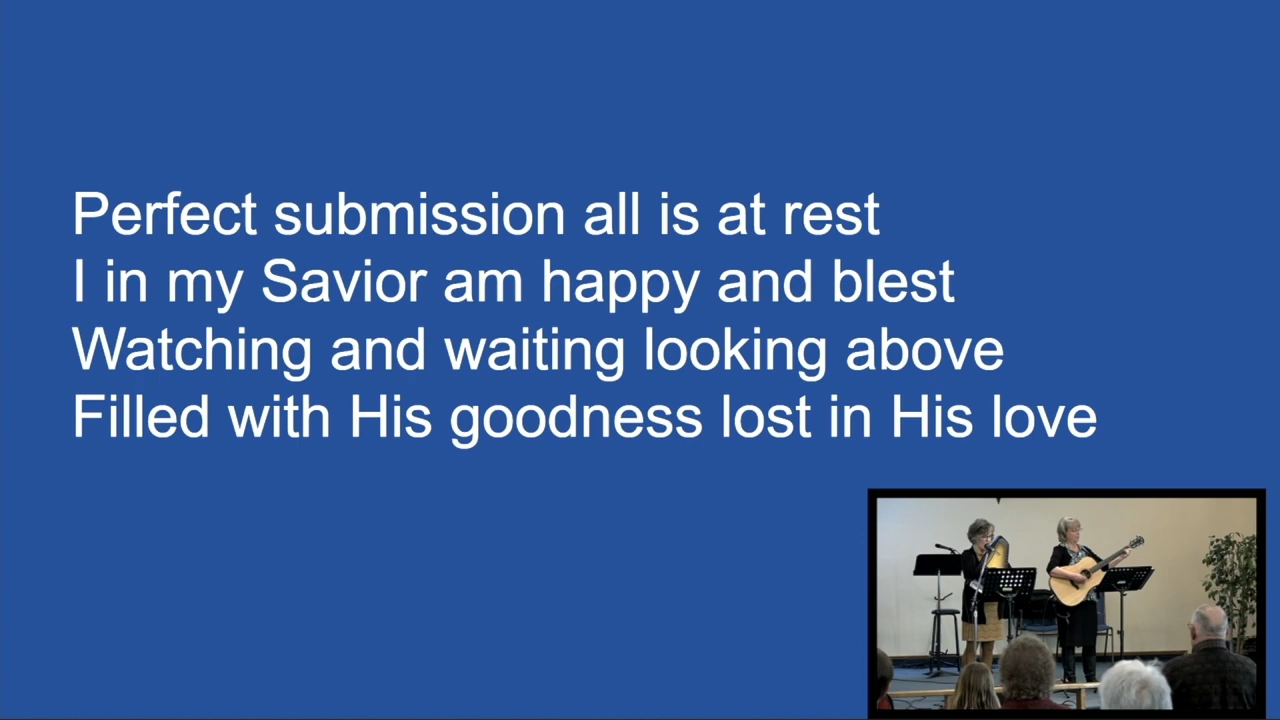 Perfect submission all is at rest
I in my Savior am happy and blest
Watching and waiting looking above
Filled with His goodness lost in His love